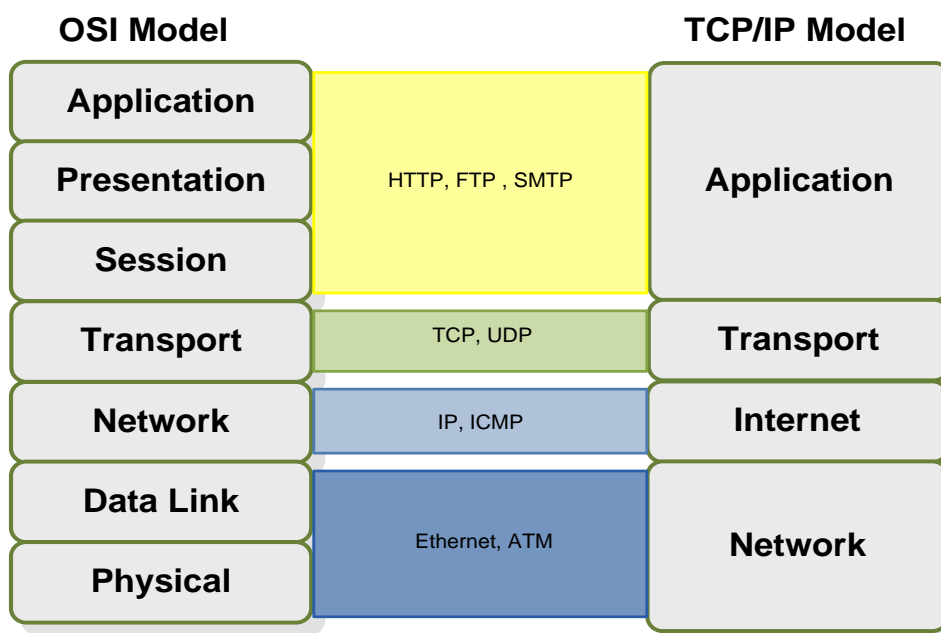 OSI Model
TCP/IP Model
Application
Presentation
Session
Transport
Network
Data Link
Physical
HTTP, FTP , SMTP
TCP, UDP
IP, ICMP
Ethernet, ATM
Application
Transport
Internet
Network